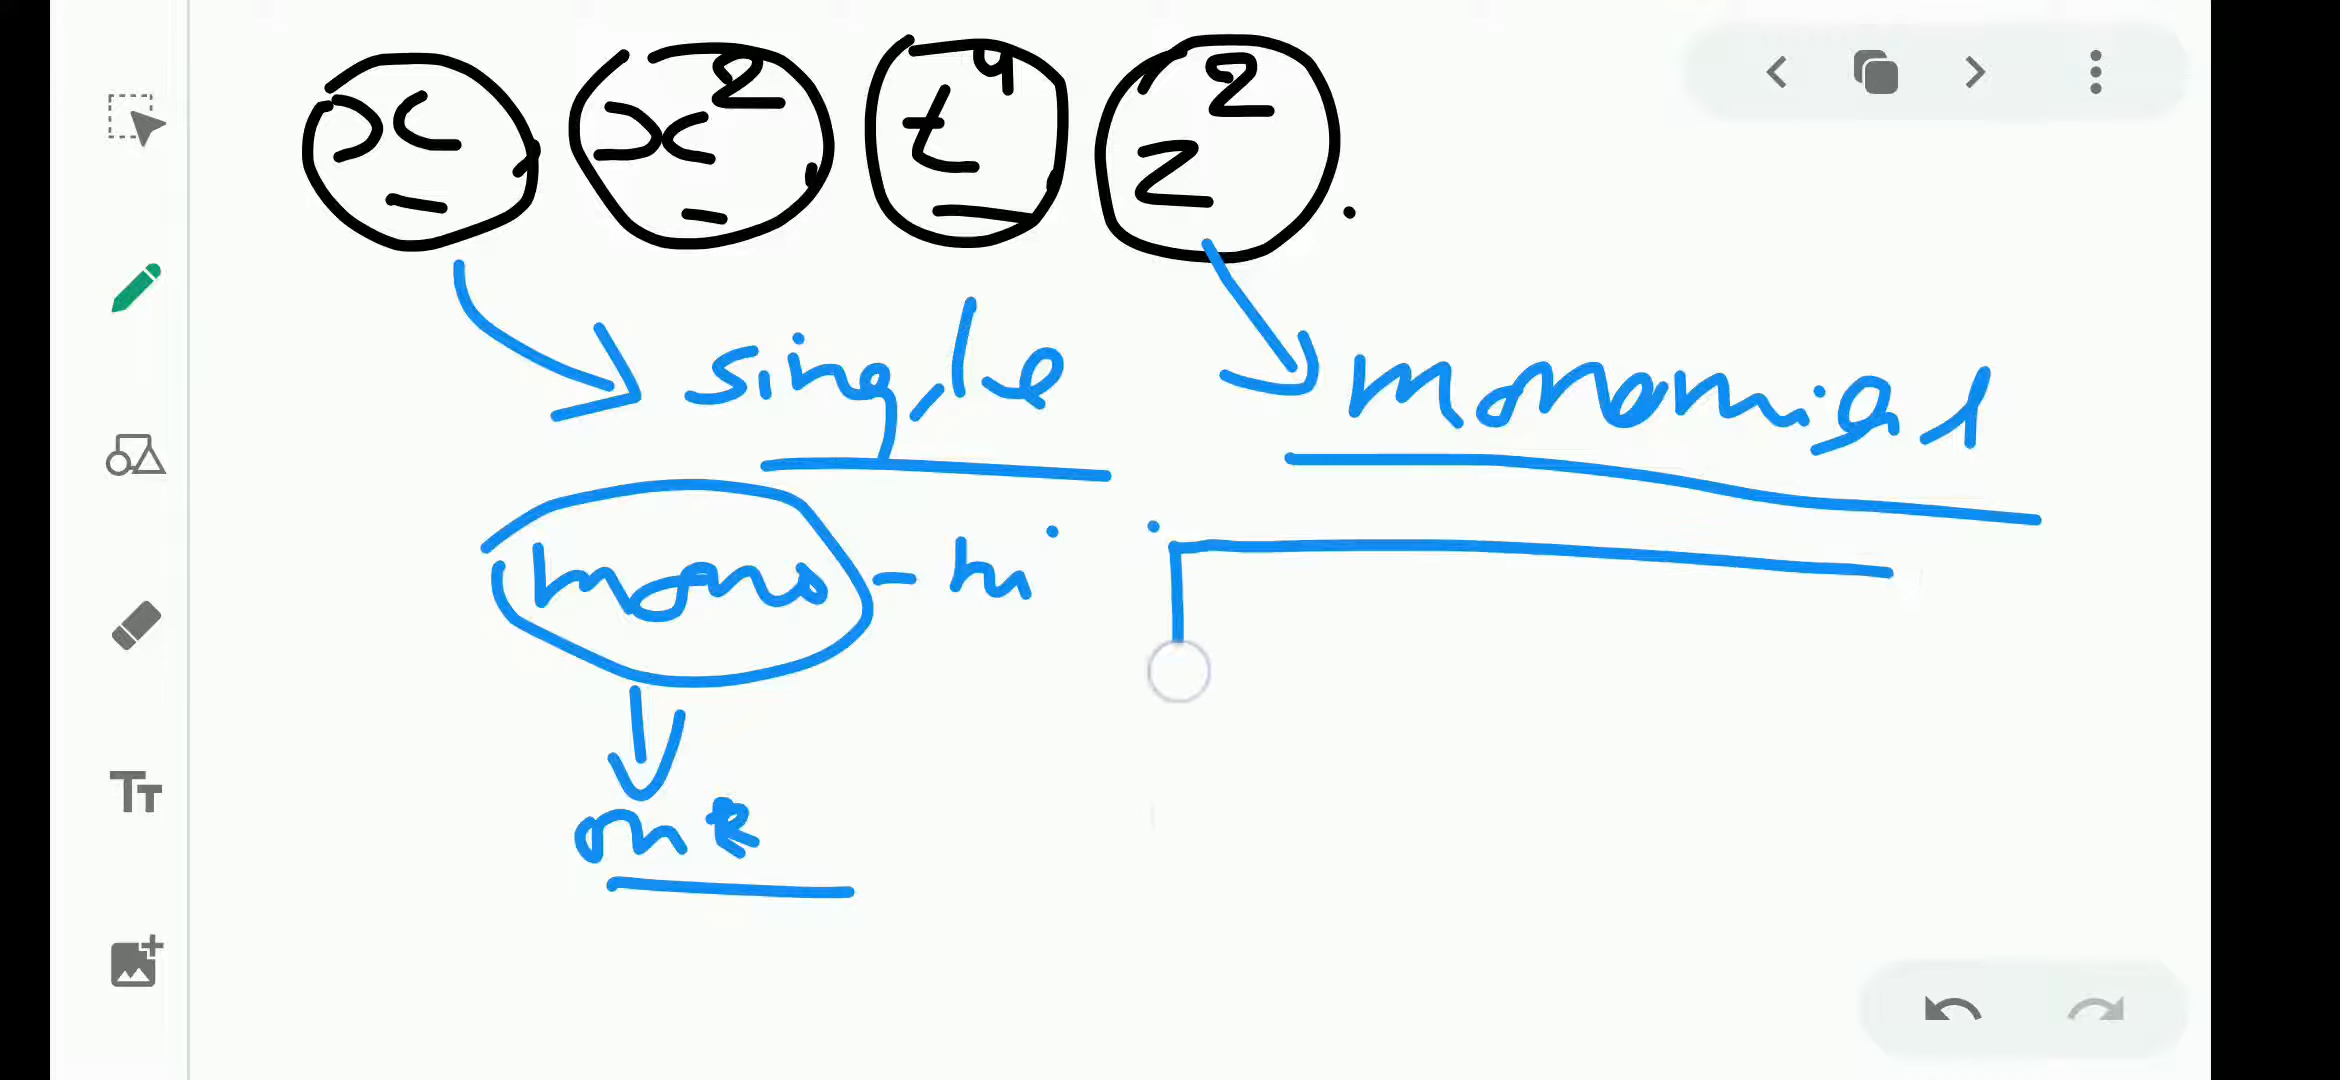 x, x², t⁴, z².
single monomial
mono - mi
one